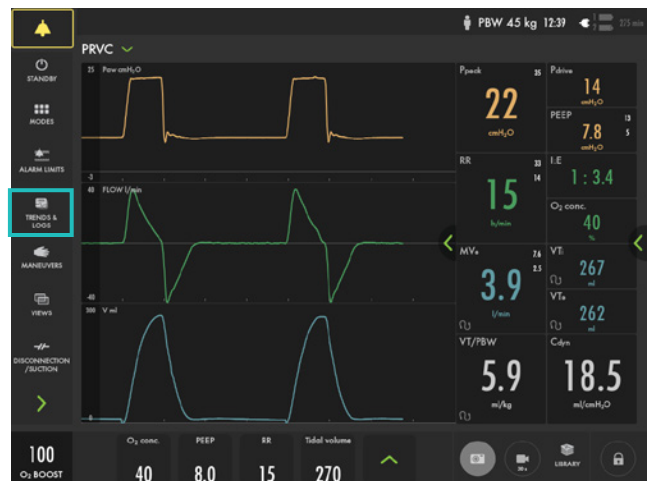 PBW 45 kg 12:39 225 min
PRVC
STANDBY
MODES
ALARM LIMITS
TRENDS &
LOGS
MANEUVERS
VIEWS
DISCONNECTION
/SUCTION
100
O₂ BOOST
25 Paw cmH₂O
-3
40 FLOW l/min
-40
300 V ml
0
Ppeak 35
22
cmH₂O
Pdrive
14
cmH₂O
PEEP 13
7.8 5
cmH₂O
RR 23
15 14
b/min
I:E
1 : 3.4
O₂ conc.
40
%
MVe 7.6
3.9 2.5
l/min
VTi
267
ml
VTe
262
ml
VT/PBW
5.9
ml/kg
Cdyn
18.5
ml/cmH₂O
O₂ conc. PEEP RR Tidal volume
40 8.0 15 270
20 s
LIBRARY